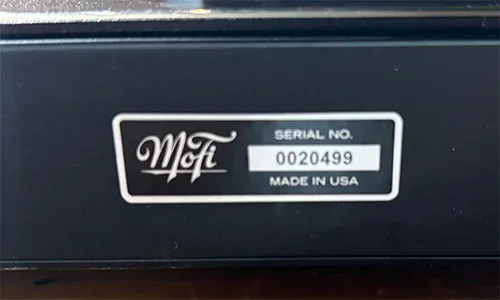 MoFi
SERIAL NO.
0020499
MADE IN USA